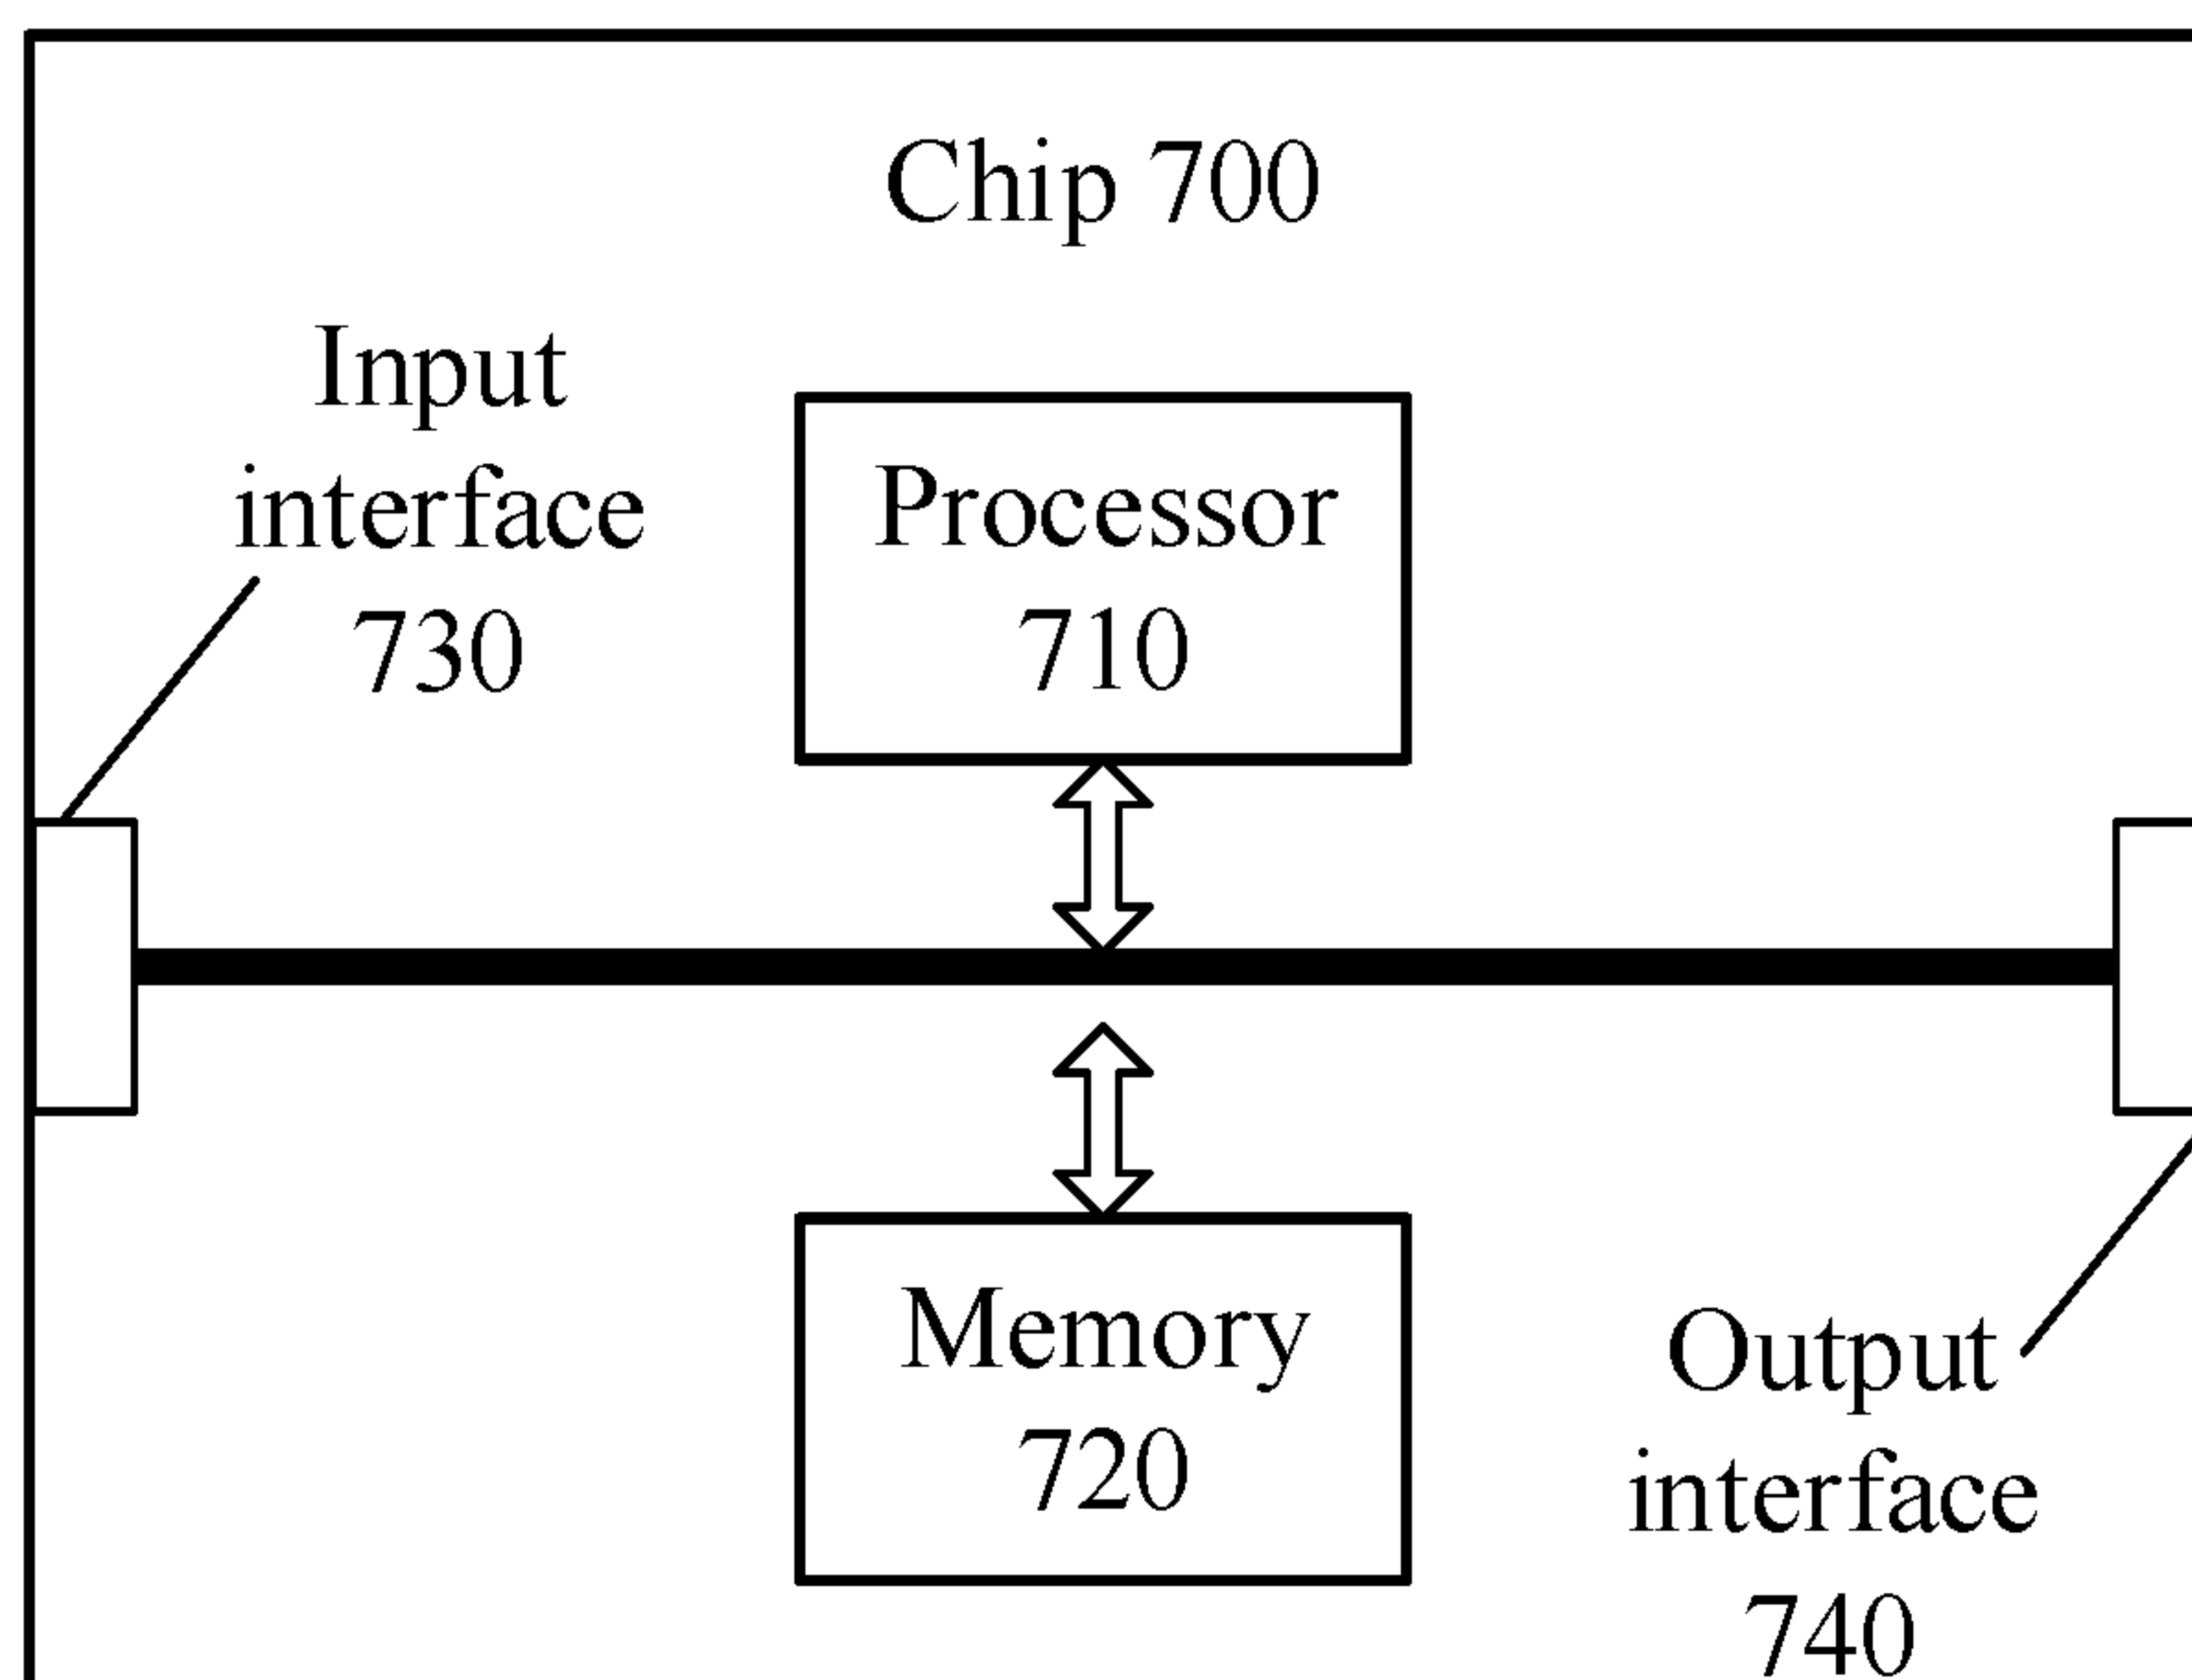 Chip 700
Input
interface
730
Processor
710
Memory
720
Output
interface
740